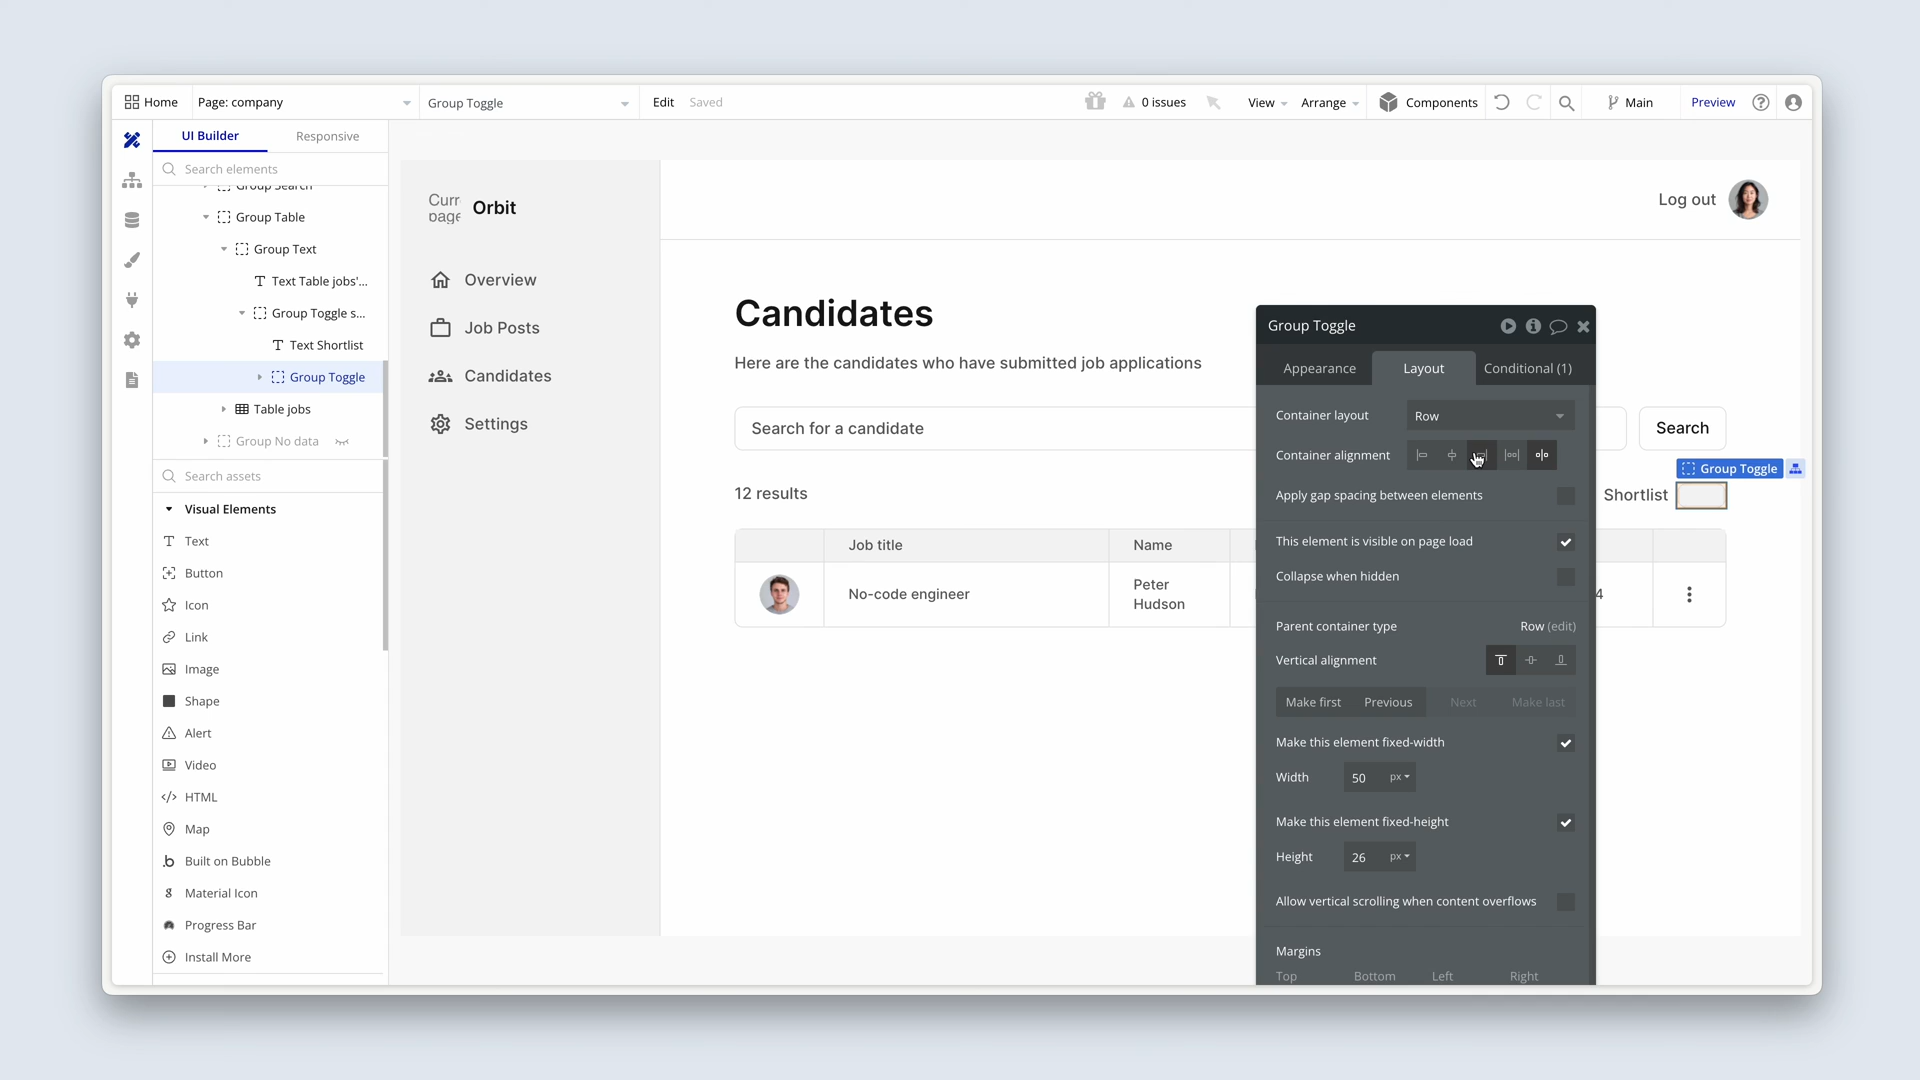 Home
Page: company
Group Toggle
Edit
Saved
0 issues
View
Arrange
Components
Main
Preview
UI Builder
Responsive
Search elements
Group Search
Group Table
Group Text
Text Table jobs'...
Group Toggle s...
Text Shortlist
Group Toggle
Table jobs
Group No data
Search assets
Visual Elements
Text
Button
Icon
Link
Image
Shape
Alert
Video
HTML
Map
Built on Bubble
Material Icon
Progress Bar
Install More
Curr
page
Orbit
Overview
Job Posts
Candidates
Settings
Log out
Candidates
Here are the candidates who have submitted job applications
Search for a candidate
Search
12 results
Group Toggle
Shortlist
Job title
Name
No-code engineer
Peter
Hudson
4
Group Toggle
Appearance
Layout
Conditional (1)
Container layout
Row
Container alignment
Apply gap spacing between elements
This element is visible on page load
Collapse when hidden
Parent container type
Row (edit)
Vertical alignment
Make first
Previous
Next
Make last
Make this element fixed-width
Width
50
px
Make this element fixed-height
Height
26
px
Allow vertical scrolling when content overflows
Margins
Top
Bottom
Left
Right